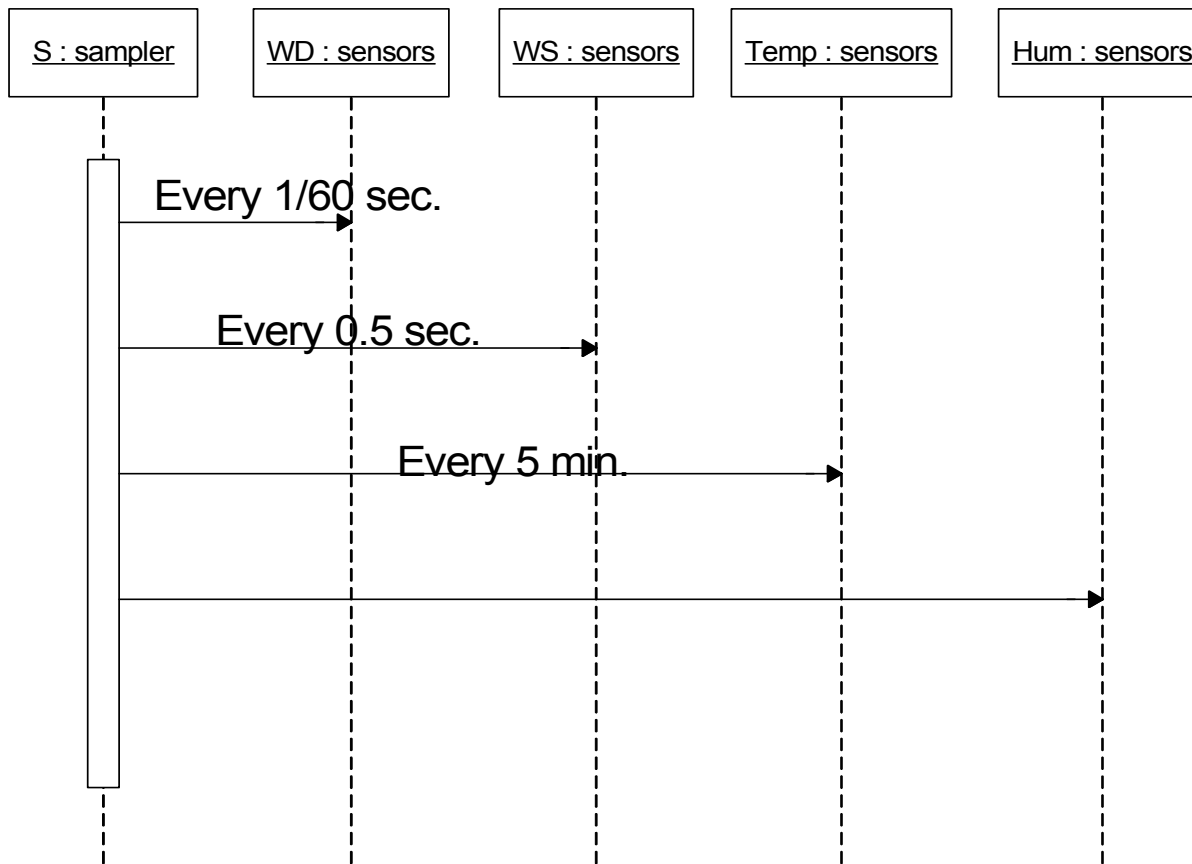 S : sampler
WD : sensors
WS : sensors
Temp : sensors
Hum : sensors
Every 1/60 sec.
Every 0.5 sec.
Every 5 min.